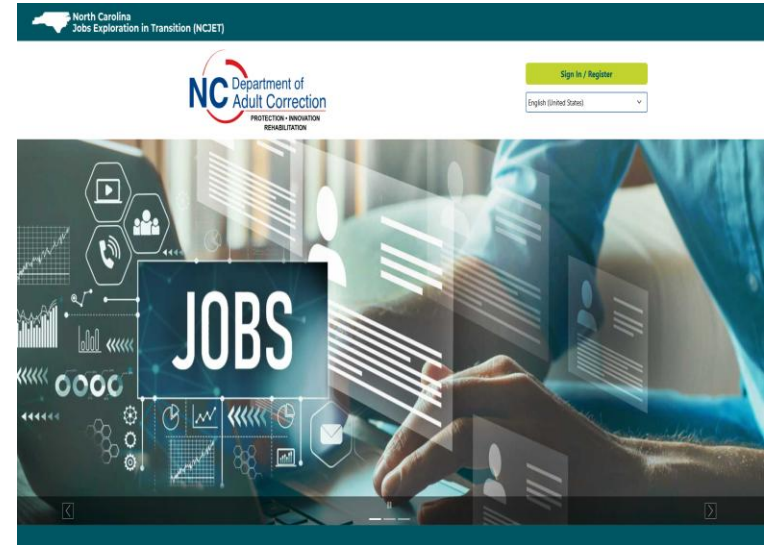 North Carolina
Jobs Exploration in Transition (NCJET)
NC Department of
Adult Correction
PROTECTION • INNOVATION
REHABILITATION
Sign In / Register
English (United States)
JOBS